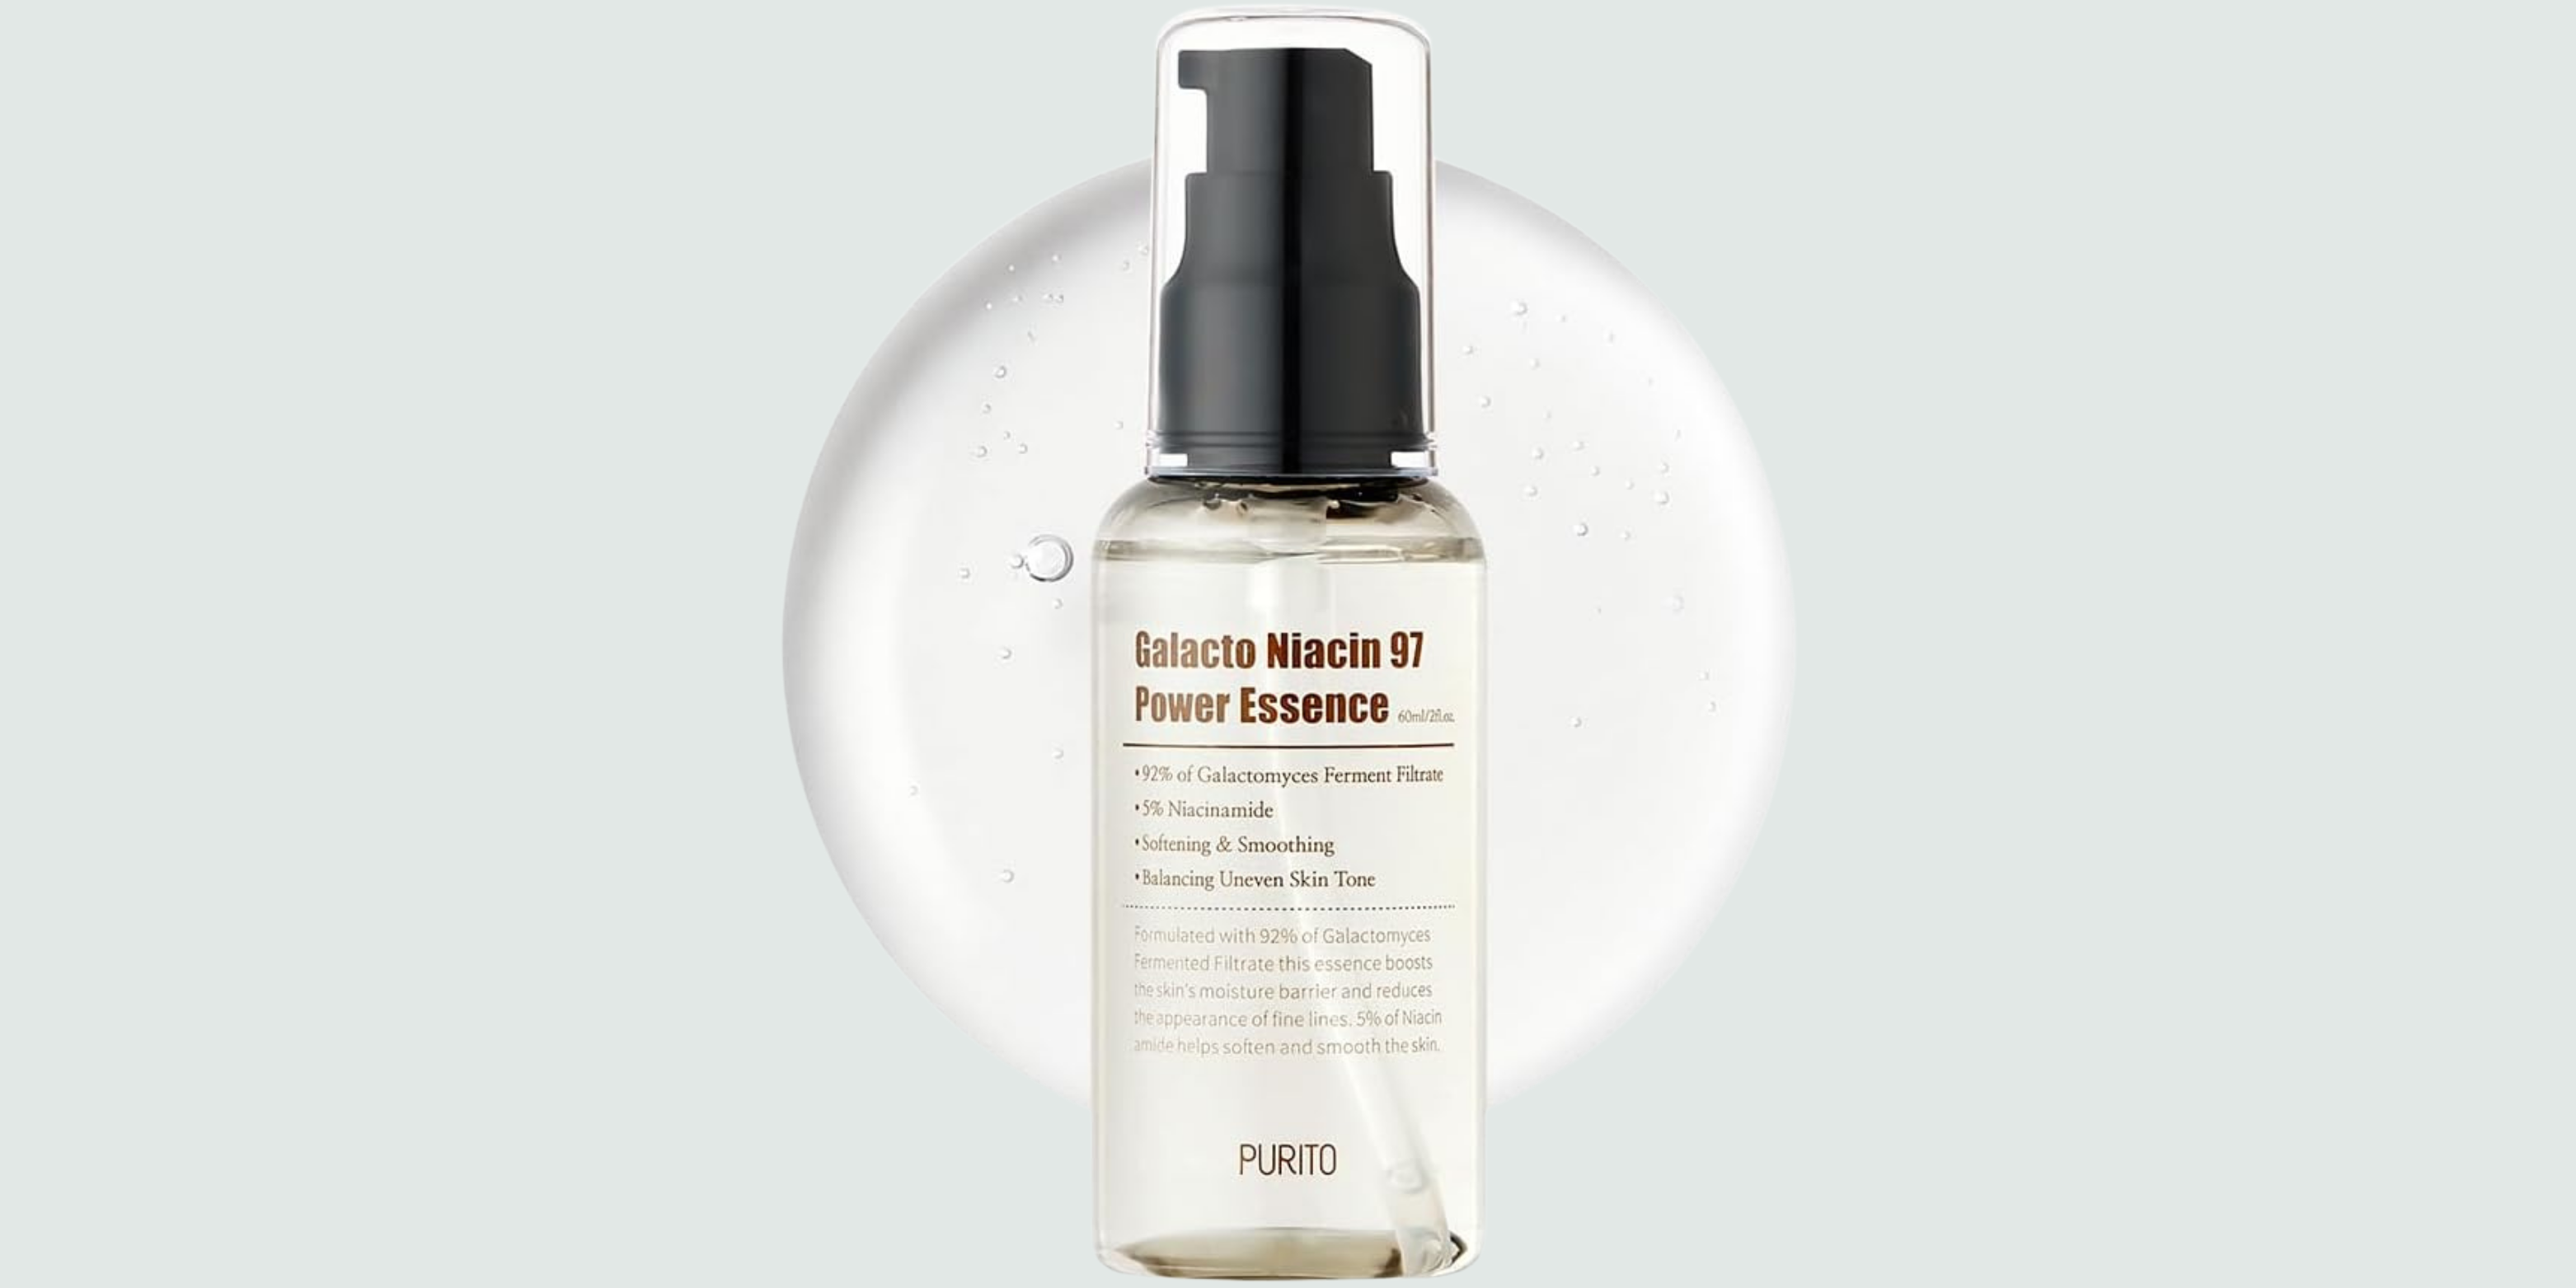 Galacto Niacin 97
Power Essence 60ml/2fl.oz.
•92% of Galactomyces Ferment Filtrate
•5% Niacinamide
•Softening & Smoothing
•Balancing Uneven Skin Tone
Formulated with 92% of Galactomyces
Fermented Filtrate this essence boosts
the skin's moisture barrier and reduces
the appearance of fine lines. 5% of Niacin
amide helps soften and smooth the skin.
PURITO